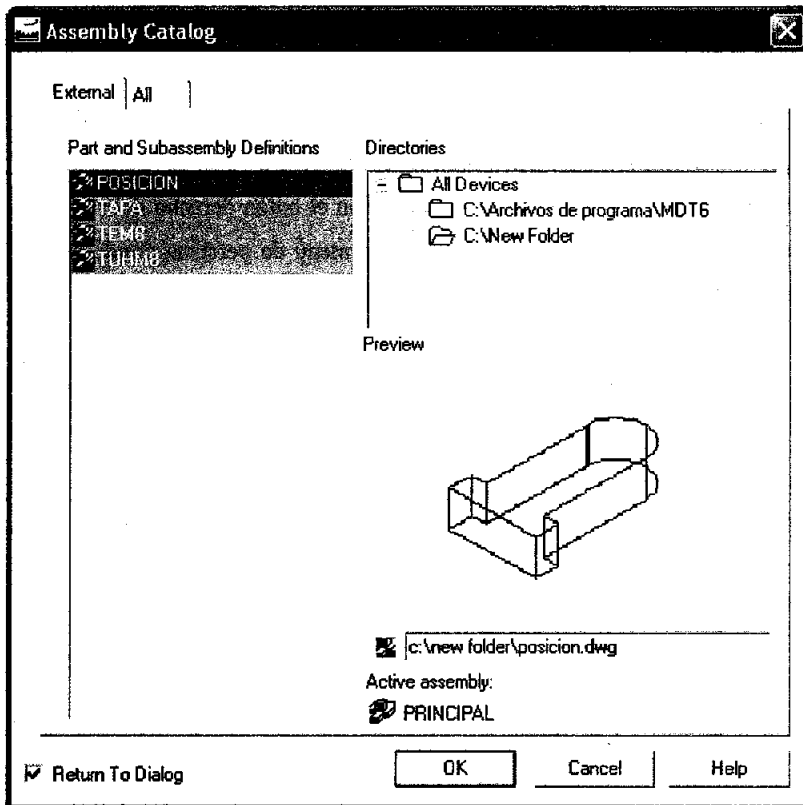 Assembly Catalog
External
All
Part and Subassembly Definitions
POSICION
TAPA
TEM8
TUHM8
Directories
All Devices
C:\Archivos de programa\MDT6
C:\New Folder
Preview
c:\new folder\posicion.dwg
Active assembly:
PRINCIPAL
Return To Dialog
OK
Cancel
Help